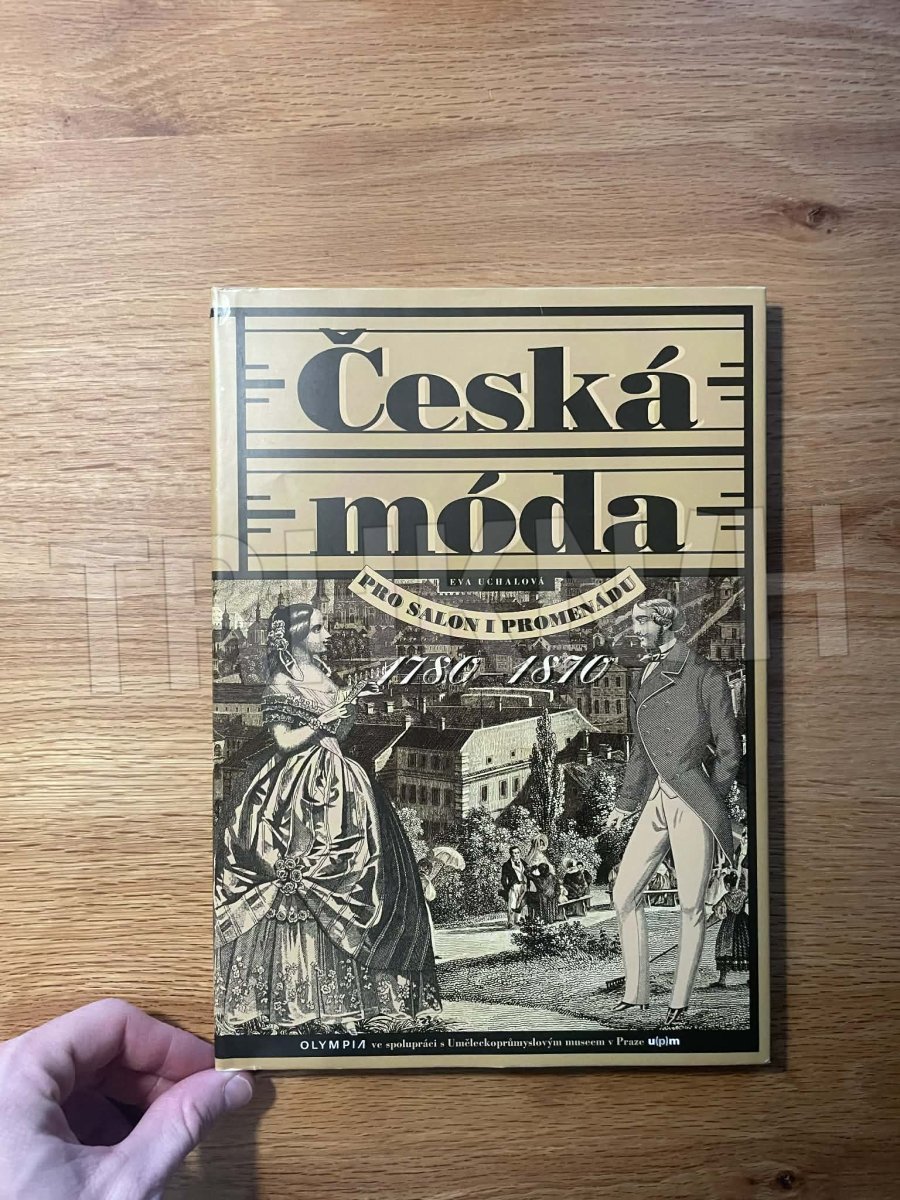 Česká
móda
EVA UCHALOVÁ
PRO SALON I PROMENÁDU
1780 – 1870
OLYMPIA ve spolupráci s Uměleckoprůmyslovým museem v Praze u(p)m